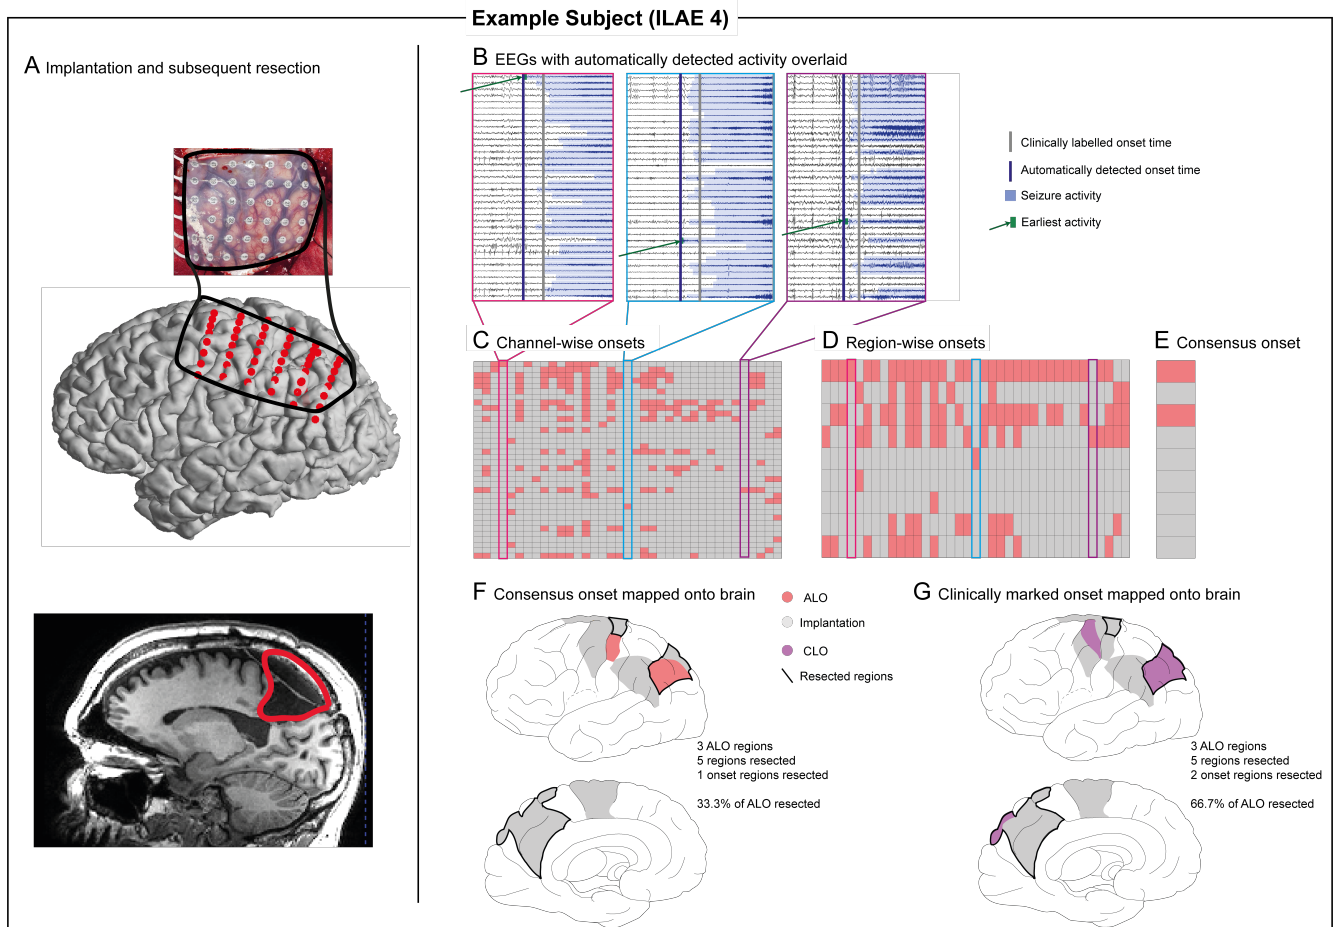 Example Subject (ILAE 4)
A Implantation and subsequent resection
B EEGs with automatically detected activity overlaid
Clinically labelled onset time
Automatically detected onset time
Seizure activity
Earliest activity
C Channel-wise onsets
D Region-wise onsets
E Consensus onset
F Consensus onset mapped onto brain
ALO
Implantation
CLO
Resected regions
G Clinically marked onset mapped onto brain
3 ALO regions
5 regions resected
1 onset regions resected
33.3% of ALO resected
3 ALO regions
5 regions resected
2 onset regions resected
66.7% of ALO resected